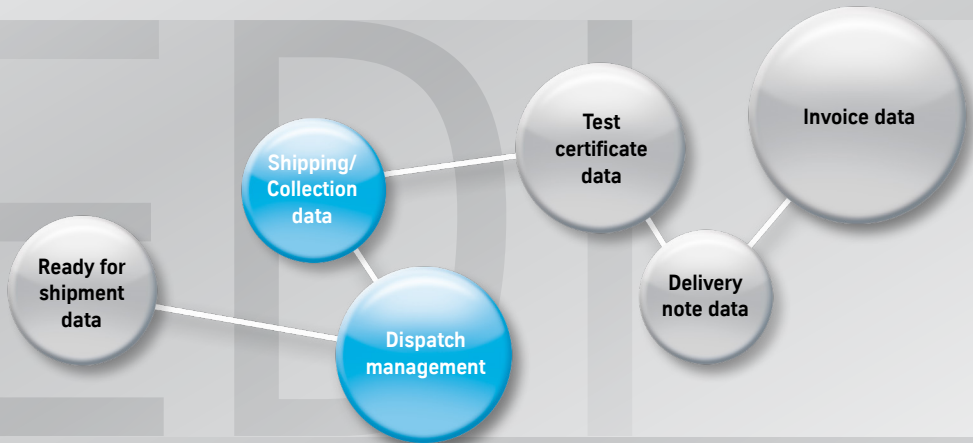 EDI
Ready for
shipment
data
Shipping/
Collection
data
Dispatch
management
Test
certificate
data
Delivery
note data
Invoice data